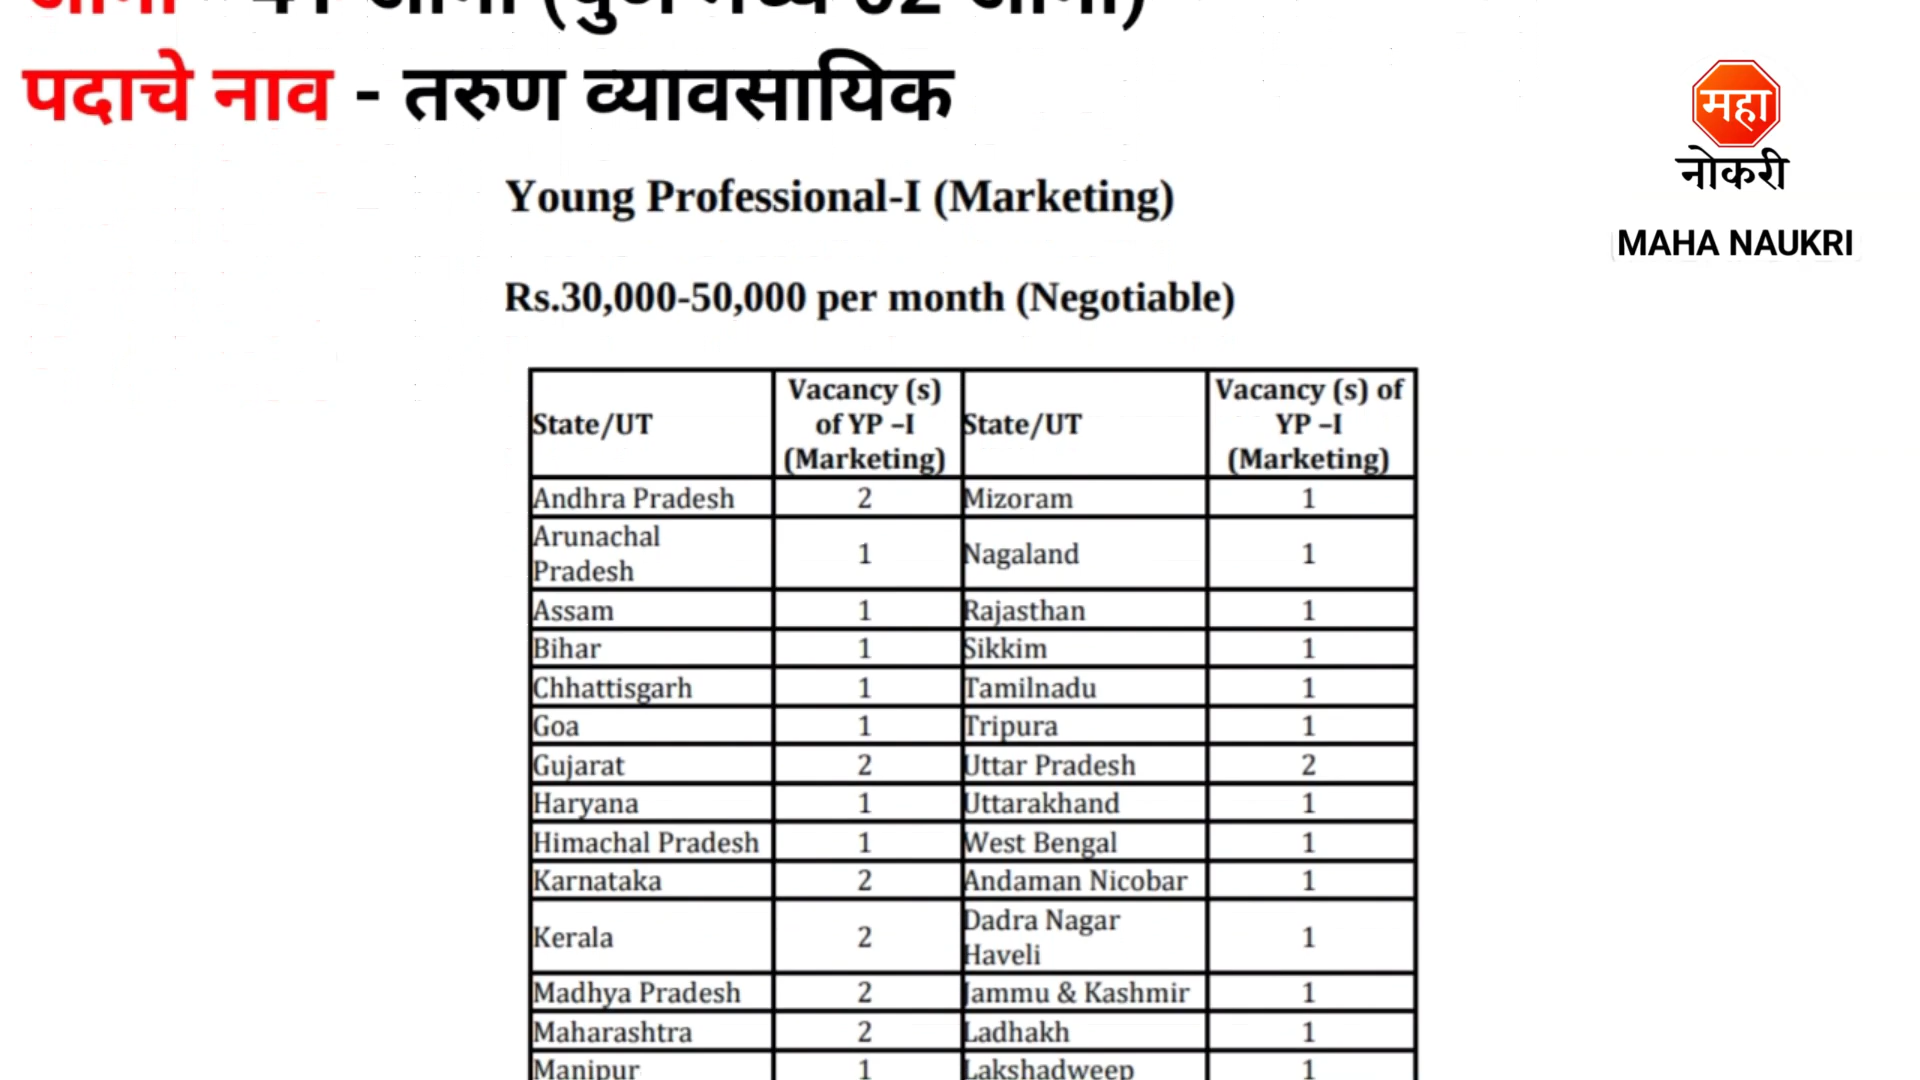 पदाचे नाव - तरुण व्यावसायिक
महा
नोकरी
MAHA NAUKRI
Young Professional-I (Marketing)
Rs.30,000-50,000 per month (Negotiable)
State/UT Vacancy (s) of YP –I (Marketing) State/UT Vacancy (s) of YP –I (Marketing)
Andhra Pradesh 2 Mizoram 1
Arunachal Pradesh 1 Nagaland 1
Assam 1 Rajasthan 1
Bihar 1 Sikkim 1
Chhattisgarh 1 Tamilnadu 1
Goa 1 Tripura 1
Gujarat 2 Uttar Pradesh 2
Haryana 1 Uttarakhand 1
Himachal Pradesh 1 West Bengal 1
Karnataka 2 Andaman Nicobar 1
Kerala 2 Dadra Nagar Haveli 1
Madhya Pradesh 2 Jammu & Kashmir 1
Maharashtra 2 Ladhakh 1
Manipur 1 Lakshadweep 1